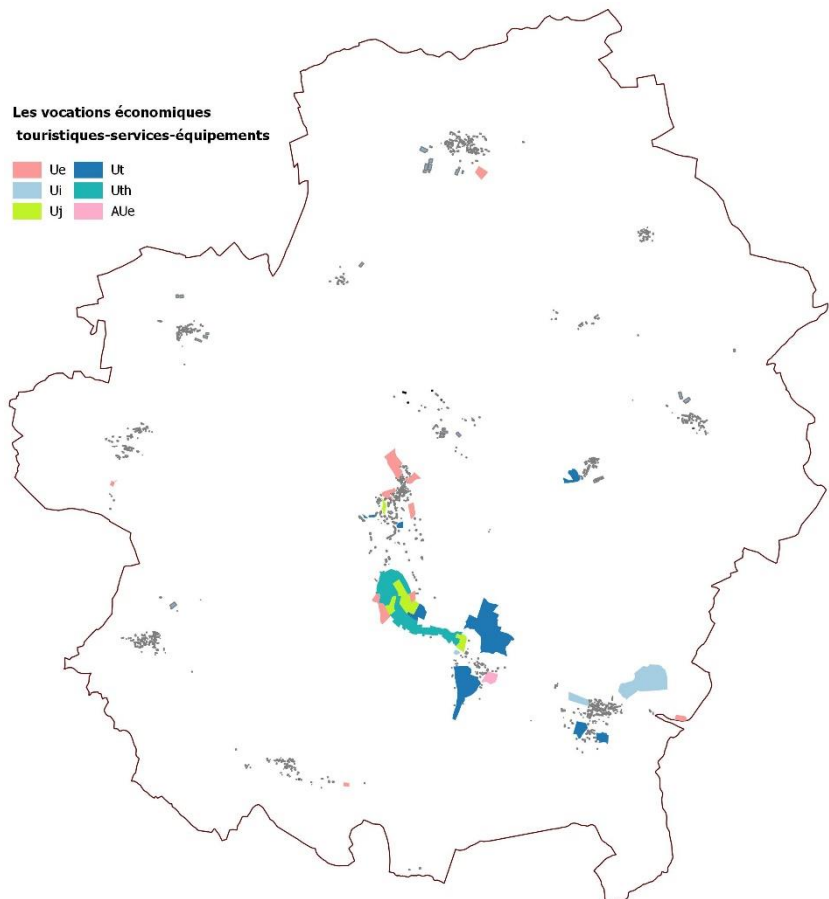 Les vocations économiques
touristiques-services-équipements
Ue Ut
Ui Uth
Uj AUe